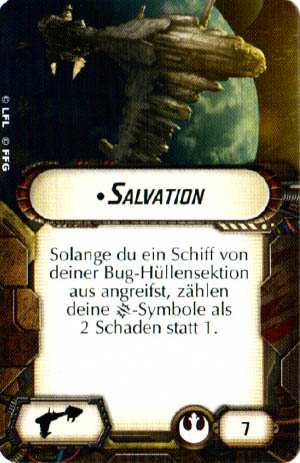 © LFL © FFG
•SALVATION
Solange du ein Schiff von
deiner Bug-Hüllensektion
aus angreifst, zählen
deine -Symbole als
2 Schaden statt 1.
7